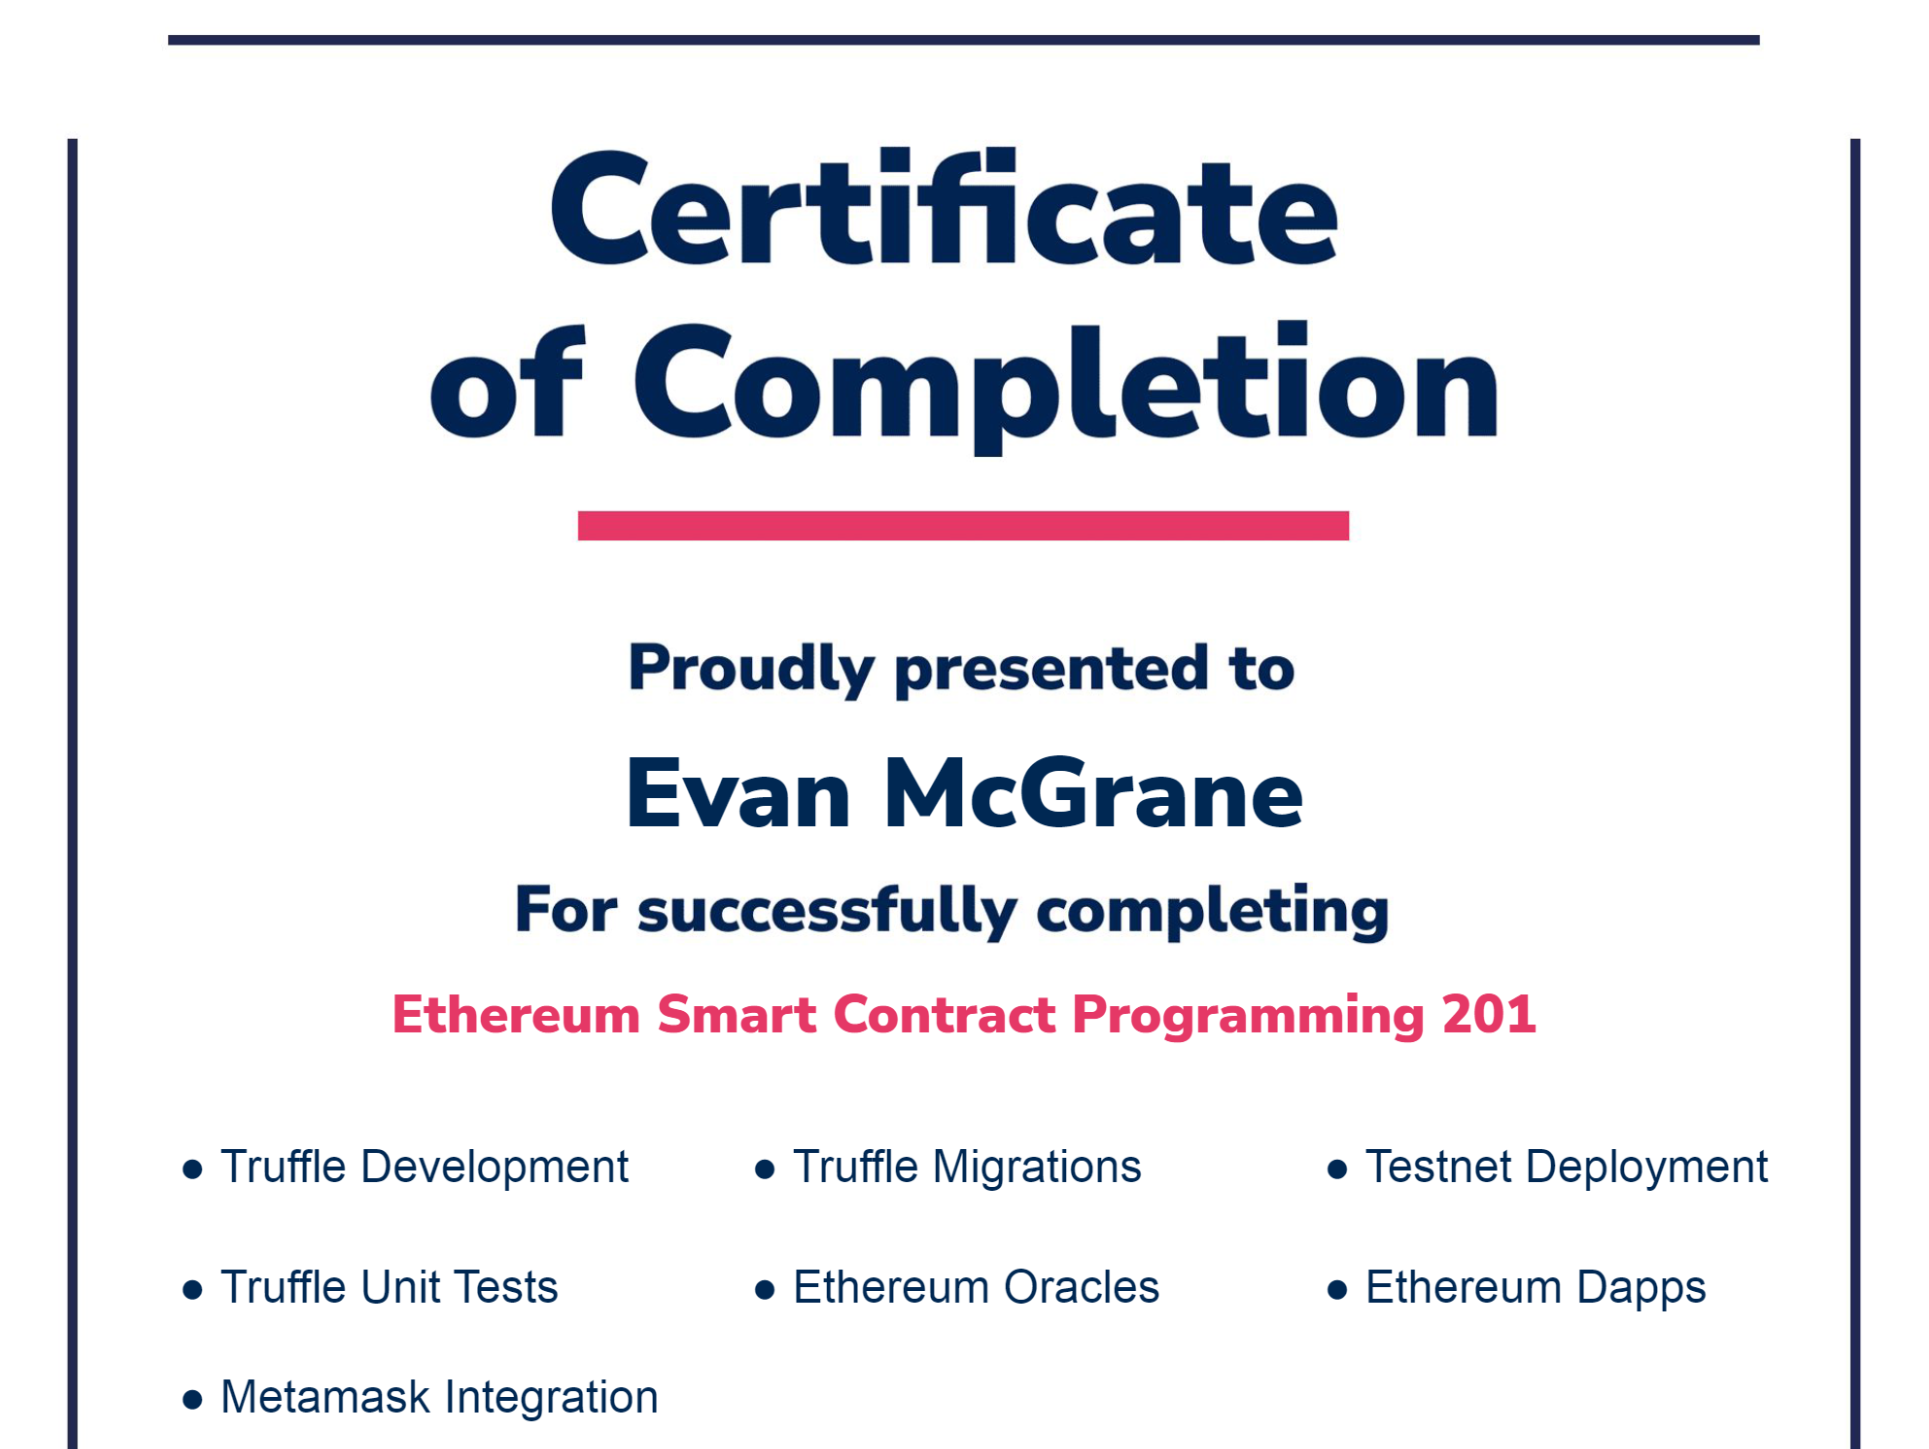 Certificate
of Completion
Proudly presented to
Evan McGrane
For successfully completing
Ethereum Smart Contract Programming 201
● Truffle Development ● Truffle Migrations ● Testnet Deployment
● Truffle Unit Tests ● Ethereum Oracles ● Ethereum Dapps
● Metamask Integration